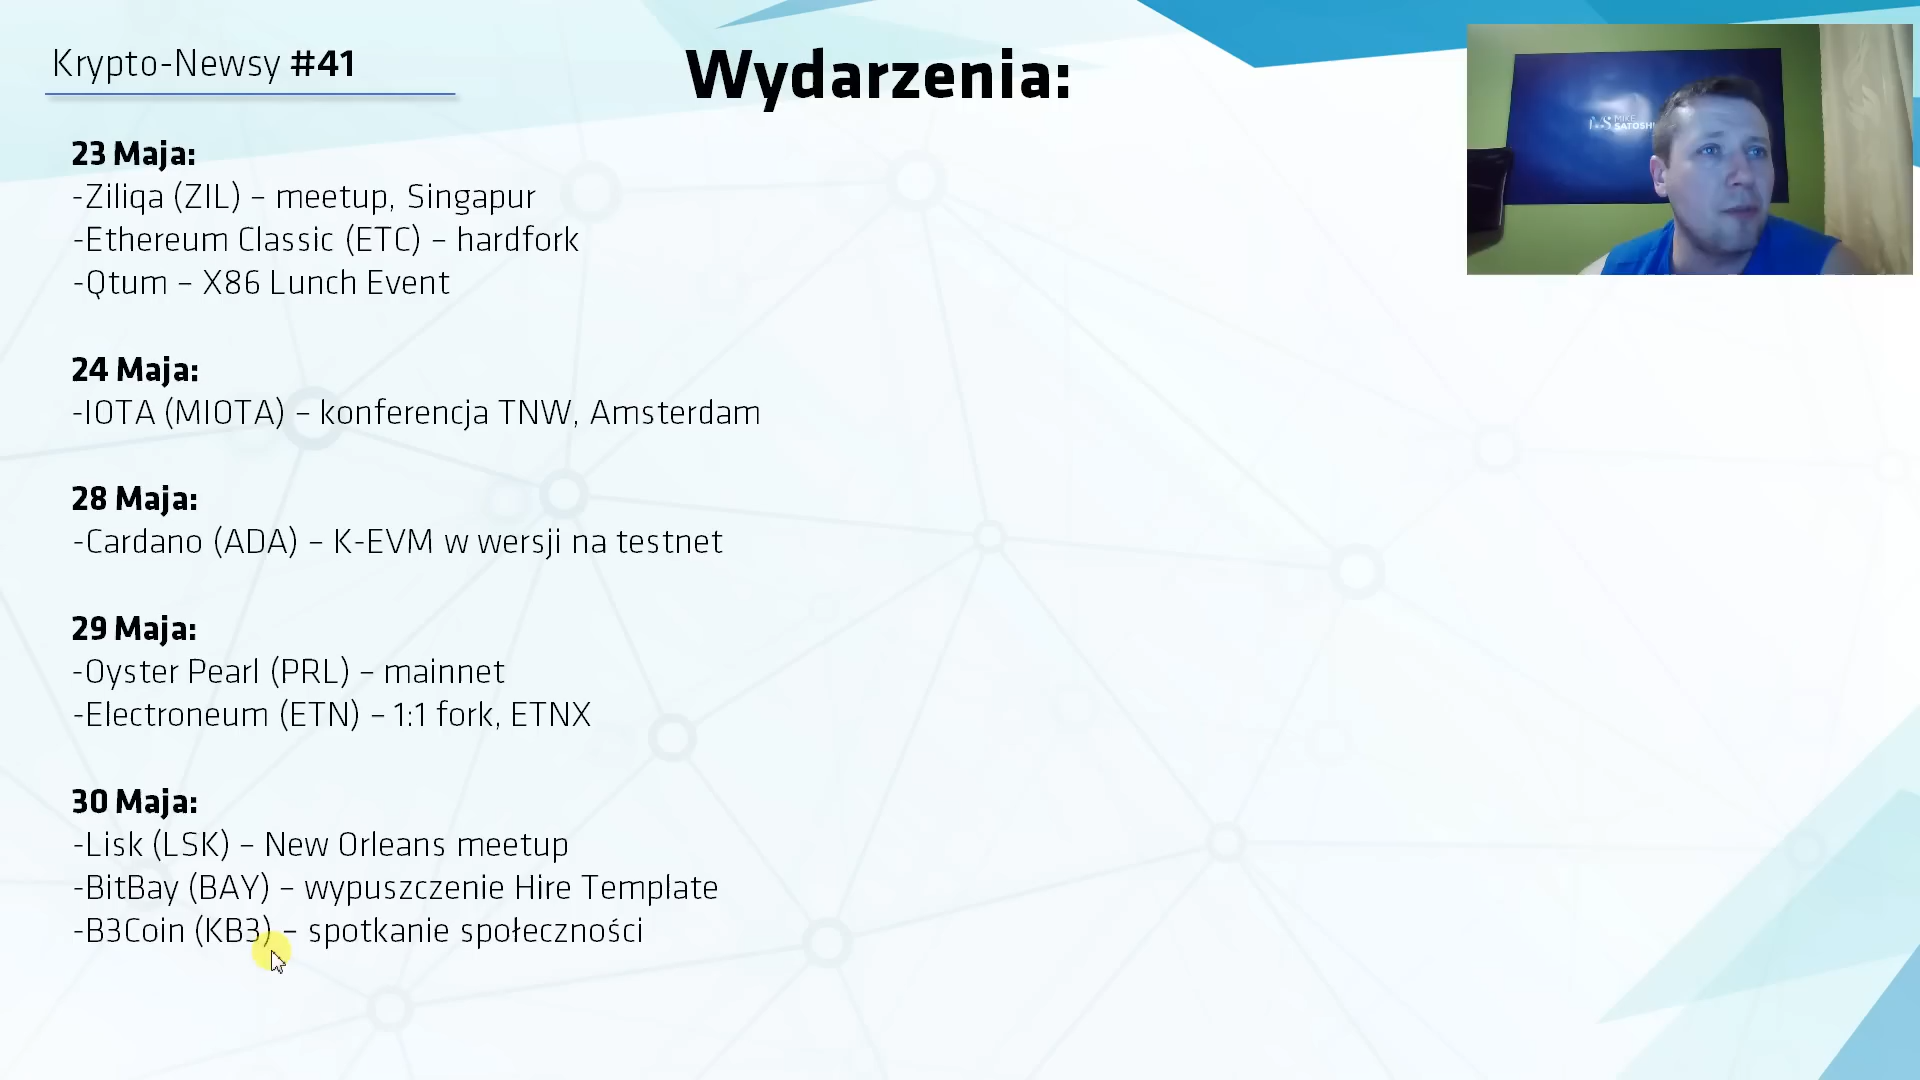 Krypto-Newsy #41
Wydarzenia:
MS MIKE SATOSHI
23 Maja:
-Ziliqa (ZIL) – meetup, Singapur
-Ethereum Classic (ETC) – hardfork
-Qtum – X86 Lunch Event
24 Maja:
-IOTA (MIOTA) – konferencja TNW, Amsterdam
28 Maja:
-Cardano (ADA) – K-EVM w wersji na testnet
29 Maja:
-Oyster Pearl (PRL) – mainnet
-Electroneum (ETN) – 1:1 fork, ETNX
30 Maja:
-Lisk (LSK) – New Orleans meetup
-BitBay (BAY) – wypuszczenie Hire Template
-B3Coin (KB3) – spotkanie społeczności